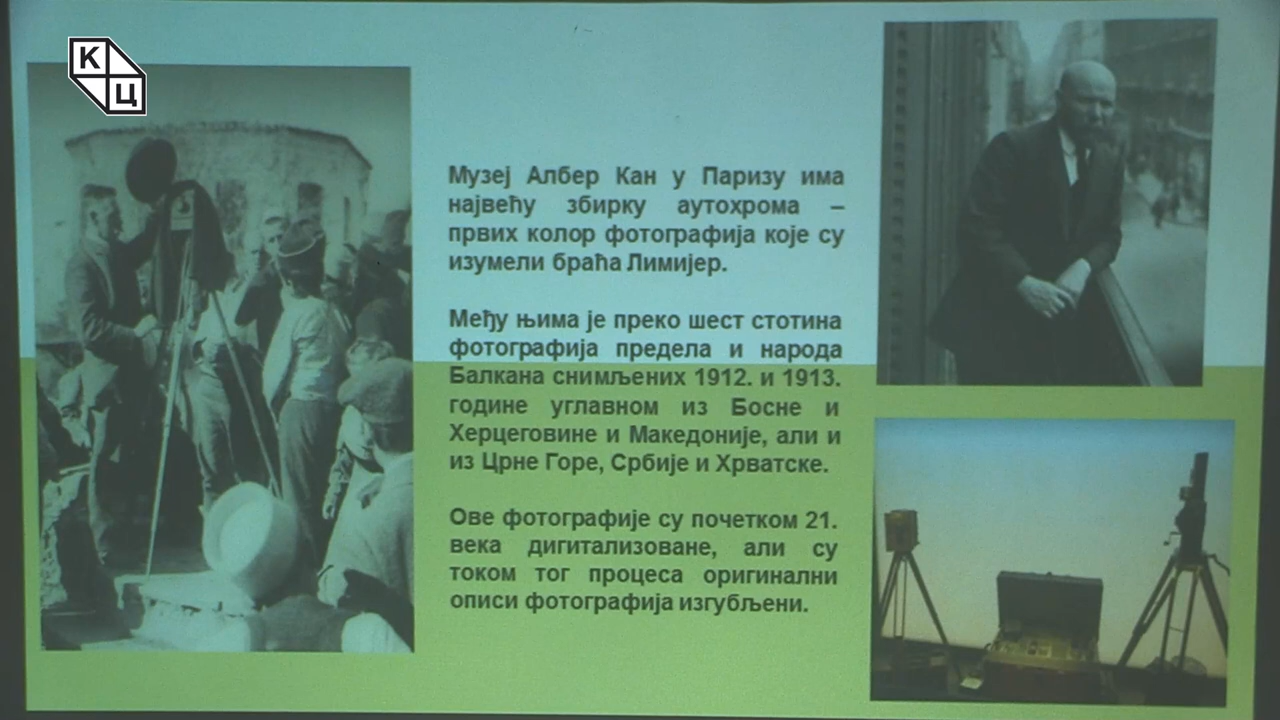 К
Ц
Музеј Албер Кан у Паризу има
највећу збирку аутохрома –
првих колор фотографија које су
изумели браћа Лимијер.
Међу њима је преко шест стотина
фотографија предела и народа
Балкана снимљених 1912. и 1913.
године углавном из Босне и
Херцеговине и Македоније, али и
из Црне Горе, Србије и Хрватске.
Ове фотографије су почетком 21.
века дигитализоване, али су
током тог процеса оригинални
описи фотографија изгубљени.